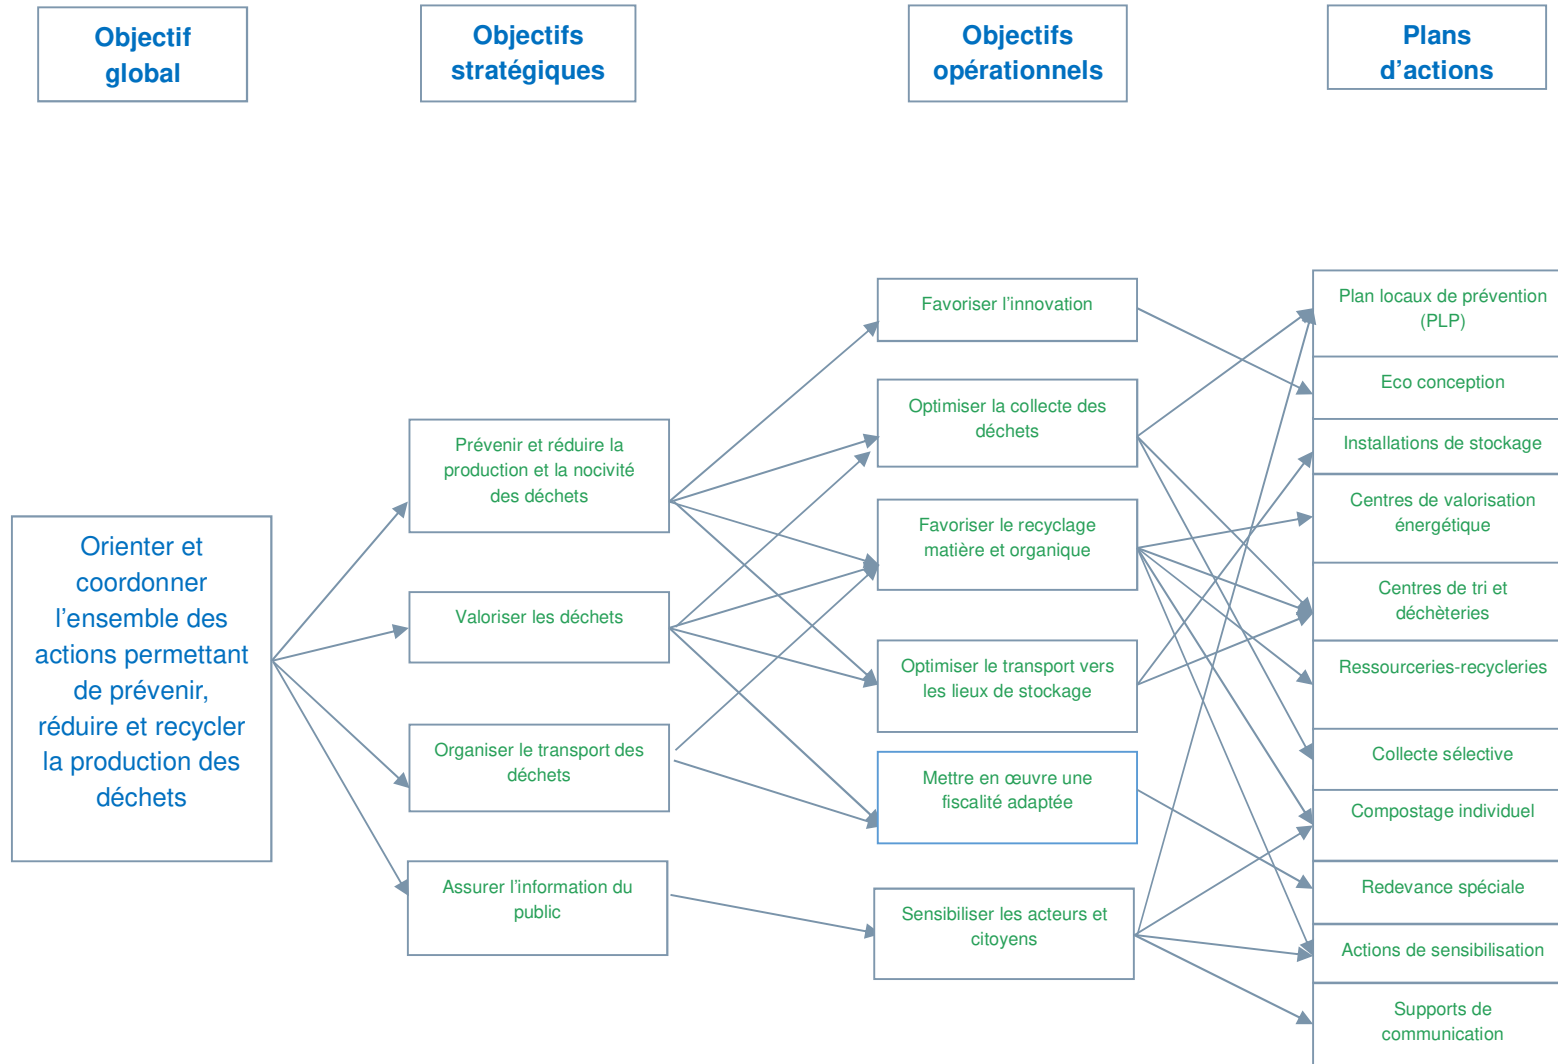 Objectif
global
Objectifs
stratégiques
Objectifs
opérationnels
Plans
d’actions
Orienter et
coordonner
l’ensemble des
actions permettant
de prévenir,
réduire et recycler
la production des
déchets
Prévenir et réduire la
production et la nocivité
des déchets
Valoriser les déchets
Organiser le transport des
déchets
Assurer l’information du
public
Favoriser l’innovation
Optimiser la collecte des
déchets
Favoriser le recyclage
matière et organique
Optimiser le transport vers
les lieux de stockage
Mettre en œuvre une
fiscalité adaptée
Sensibiliser les acteurs et
citoyens
Plan locaux de prévention
(PLP)
Eco conception
Installations de stockage
Centres de valorisation
énergétique
Centres de tri et
déchèteries
Ressourceries-recycleries
Collecte sélective
Compostage individuel
Redevance spéciale
Actions de sensibilisation
Supports de
communication